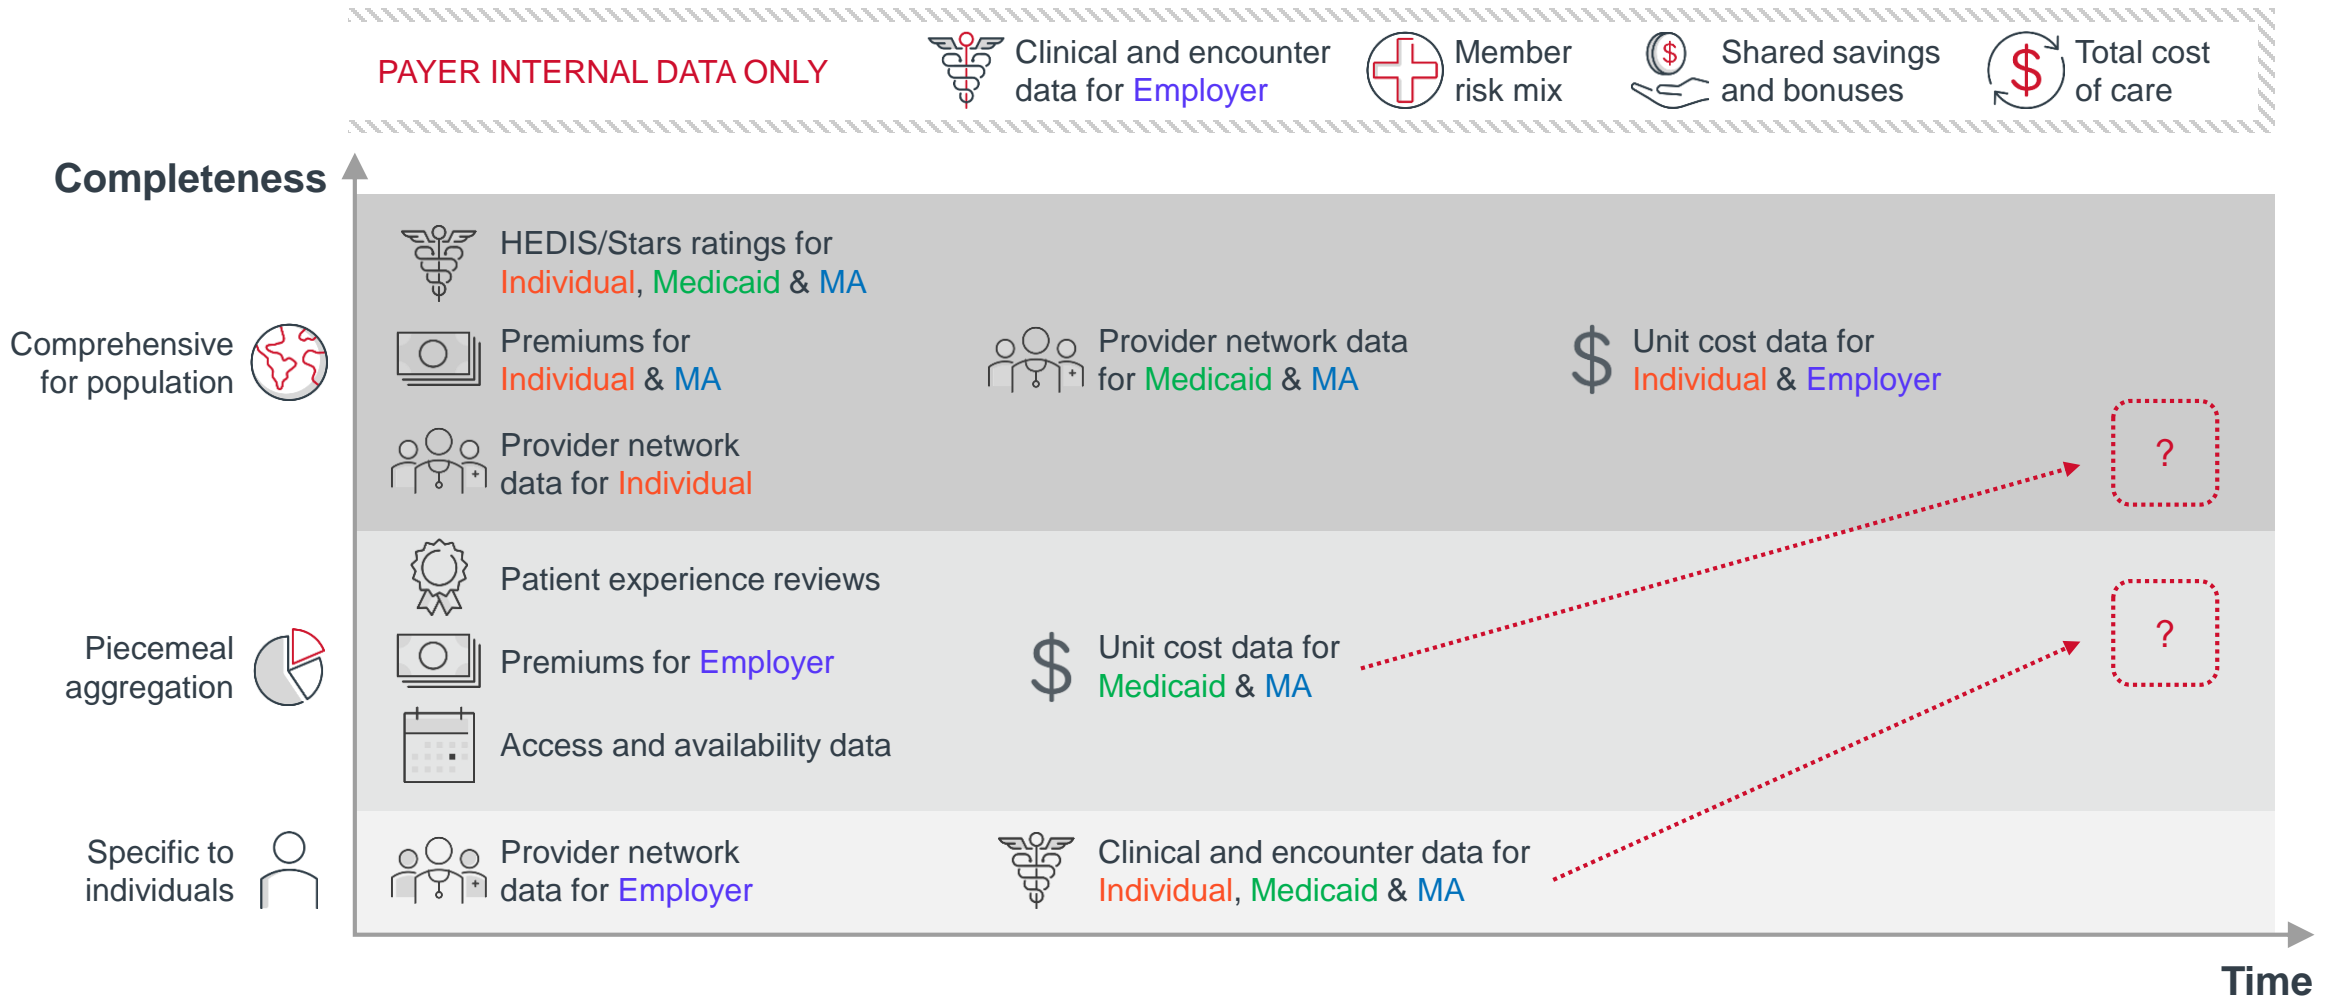 PAYER INTERNAL DATA ONLY
Clinical and encounter
data for Employer
Member
risk mix
$
Shared savings
and bonuses
$
Total cost
of care
Completeness
Comprehensive
for population
HEDIS/Stars ratings for
Individual, Medicaid & MA
Premiums for
Individual & MA
Provider network
data for Individual
Provider network data
for Medicaid & MA
$
Unit cost data for
Individual & Employer
?
Piecemeal
aggregation
Patient experience reviews
Premiums for Employer
Access and availability data
$
Unit cost data for
Medicaid & MA
?
Specific to
individuals
Provider network
data for Employer
Clinical and encounter data for
Individual, Medicaid & MA
Time